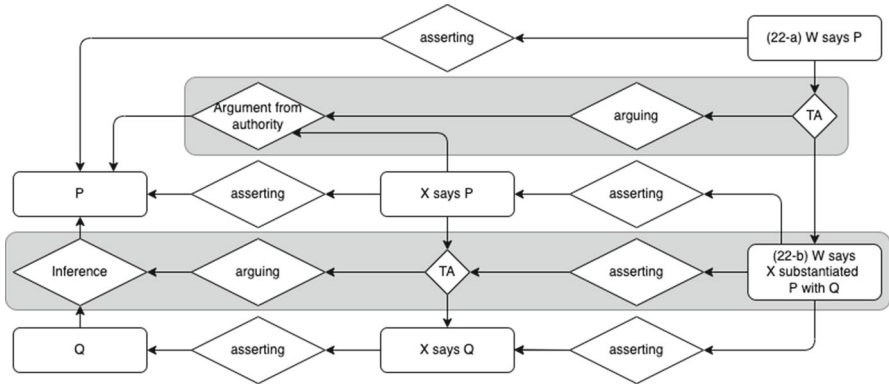 asserting
(22-a) W says P
Argument from
authority
arguing
TA
P
asserting
X says P
asserting
Inference
arguing
TA
asserting
(22-b) W says
X substantiated
P with Q
Q
asserting
X says Q
asserting